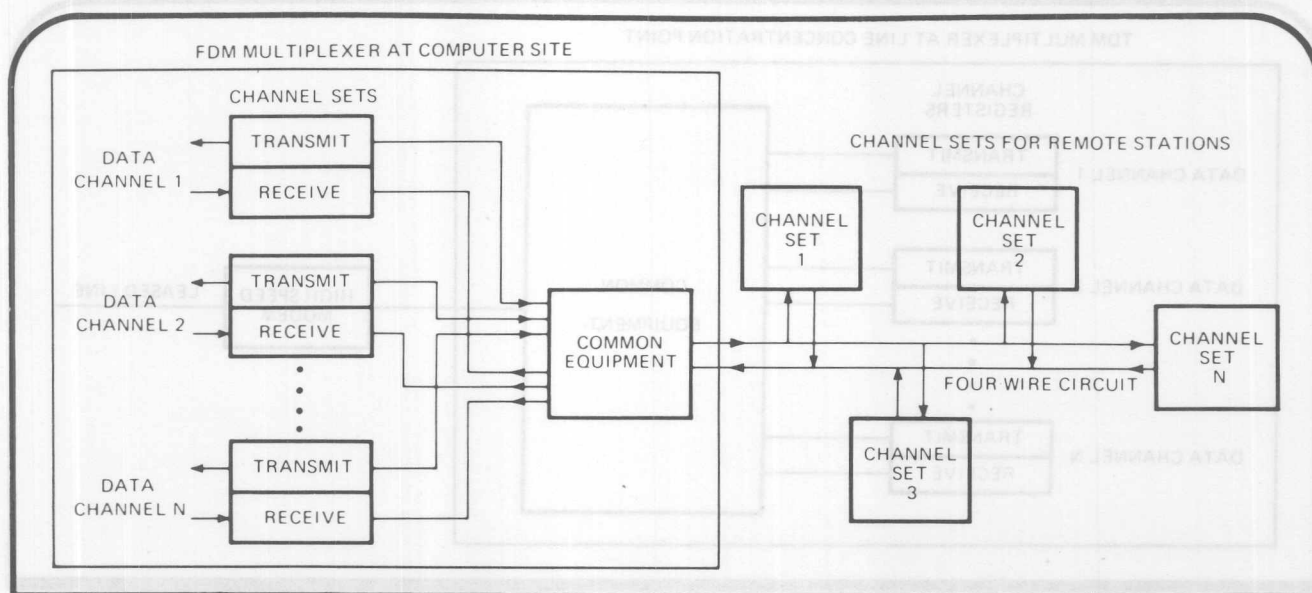 FDM MULTIPLEXER AT COMPUTER SITE
CHANNEL SETS
DATA
CHANNEL 1
TRANSMIT
RECEIVE
DATA
CHANNEL 2
TRANSMIT
RECEIVE
DATA
CHANNEL N
TRANSMIT
RECEIVE
COMMON
EQUIPMENT
CHANNEL SETS FOR REMOTE STATIONS
CHANNEL
SET
1
CHANNEL
SET
2
CHANNEL
SET
N
FOUR WIRE CIRCUIT
CHANNEL
SET
3